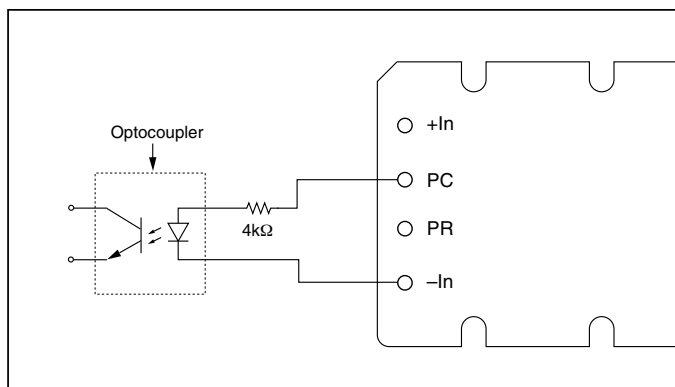 Optocoupler
4kΩ
+In
PC
PR
–In